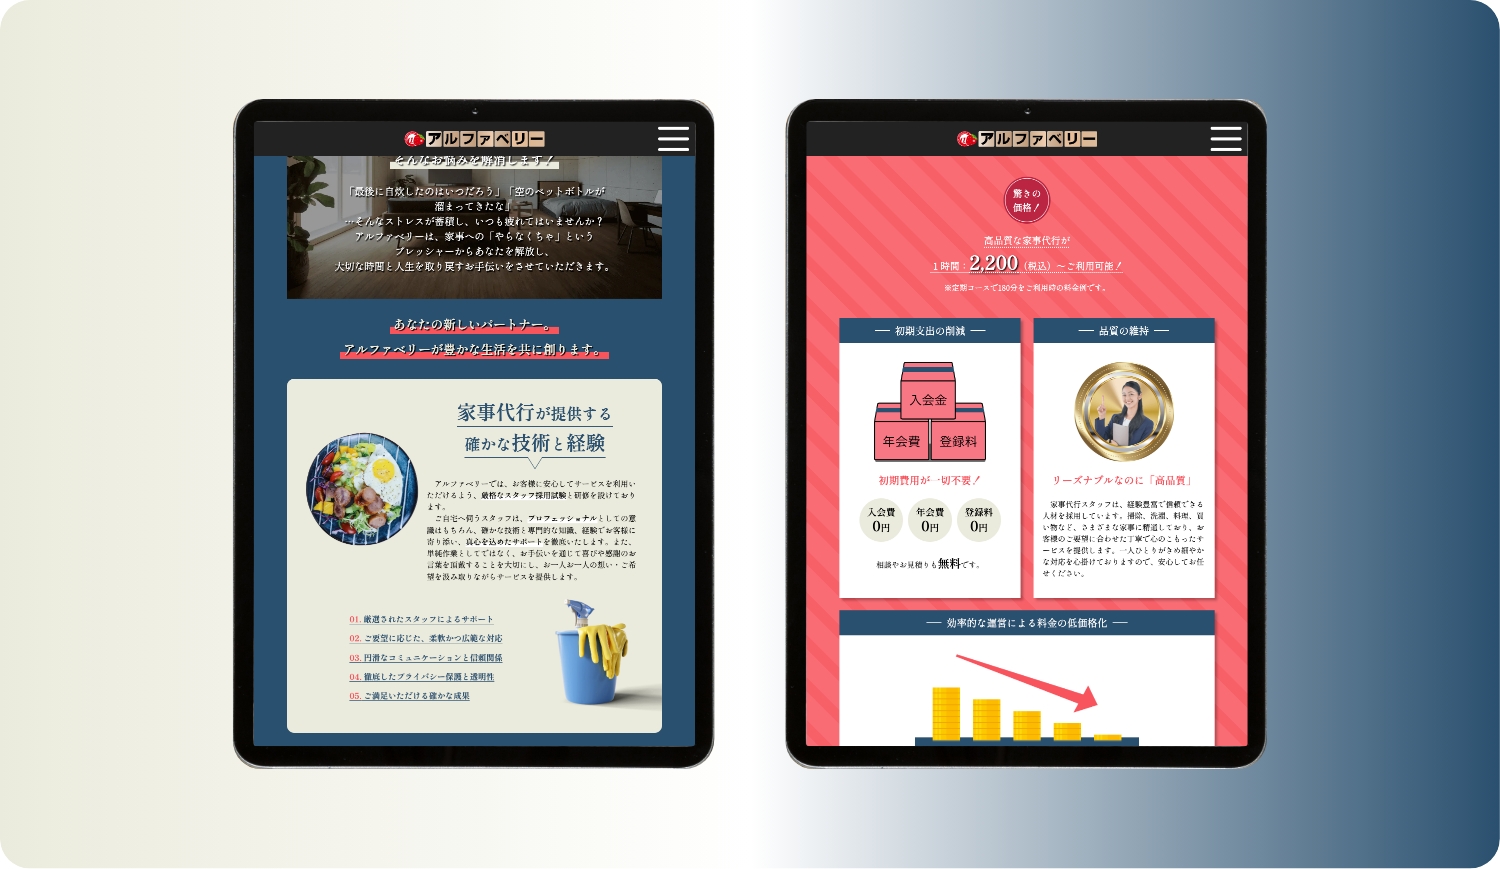 アルファベリー
そんなお悩みを解消します！
「最後に自炊したのはいつだろう」「空のペットボトルが
溜まってきたな」
…そんなストレスが蓄積し、いつも疲れてはいませんか？
アルファベリーは、家事への「やらなくちゃ」という
プレッシャーからあなたを解放し、
大切な時間と人生を取り戻すお手伝いをさせていただきます。
あなたの新しいパートナー。
アルファベリーが豊かな生活を共に創ります。
家事代行が提供する
確かな技術と経験
アルファベリーでは、お客様に安心してサービスを利用い
ただけるよう、厳格なスタッフ採用試験と研修を設けており
ます。
ご自宅へ伺うスタッフは、プロフェッショナルとしての意
識はもちろん、確かな技術と専門的な知識、経験でお客様に
寄り添い、真心を込めたサポートを徹底いたします。また、
単純作業としてではなく、お手伝いを通じて喜びや感謝のお
言葉を頂戴することを大切にし、お一人お一人の想い・ご希
望を汲み取りながらサービスを提供します。
01. 厳選されたスタッフによるサポート
02. ご要望に応じた、柔軟かつ広範な対応
03. 円滑なコミュニケーションと信頼関係
04. 徹底したプライバシー保護と透明性
05. ご満足いただける確かな成果
アルファベリー
驚きの
価格！
高品質な家事代行が
1時間：2,200（税込）～ご利用可能！
※定期コースで180分をご利用時の料金例です。
初期支出の削減
入会金
年会費 登録料
初期費用が一切不要！
入会費 年会費 登録料
0円 0円 0円
相談やお見積りも無料です。
品質の維持
リーズナブルなのに「高品質」
家事代行スタッフは、経験豊富で信頼できる
人材を採用しています。掃除、洗濯、料理、買
い物など、さまざまな家事に精通しており、お
客様のご要望に合わせた丁寧で心のこもったサ
ービスを提供します。一人ひとりがきめ細やか
な対応を心掛けておりますので、安心してお任
せください。
効率的な運営による料金の低価格化